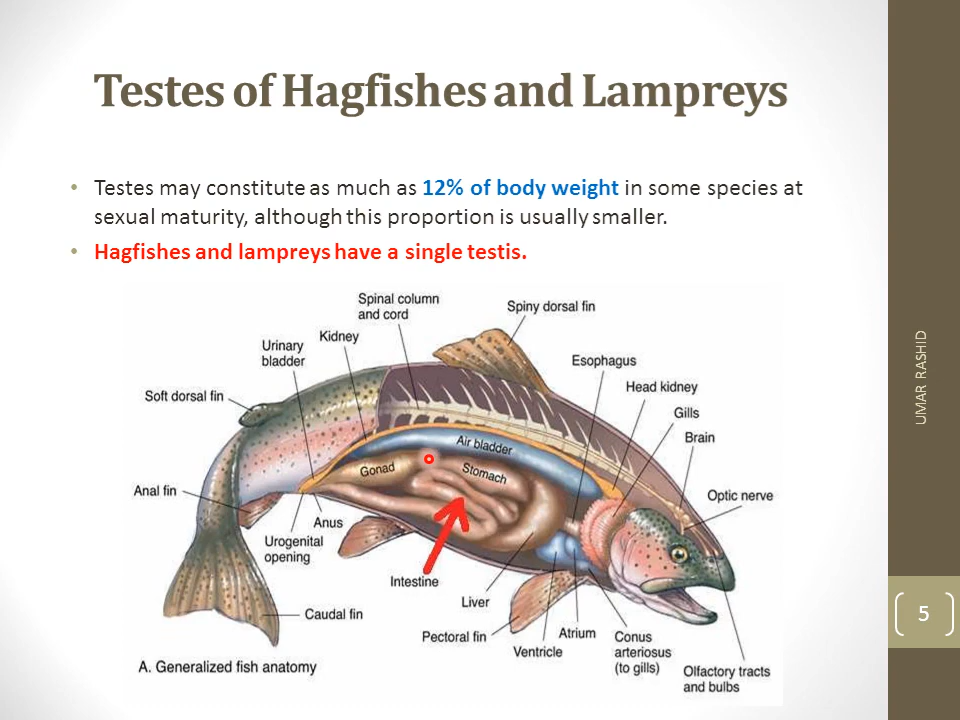 Testes of Hagfishes and Lampreys
• Testes may constitute as much as 12% of body weight in some species at
sexual maturity, although this proportion is usually smaller.
• Hagfishes and lampreys have a single testis.
Spinal column
and cord
Spiny dorsal fin
Kidney
Urinary
bladder
Esophagus
Head kidney
Soft dorsal fin
Gills
Brain
Air bladder
Gonad
Stomach
Anal fin
Optic nerve
Anus
Urogenital
opening
Intestine
Liver
Caudal fin
Pectoral fin
Atrium
Ventricle
Conus
arteriosus
(to gills)
Olfactory tracts
and bulbs
A. Generalized fish anatomy
UMAR RASHID
5